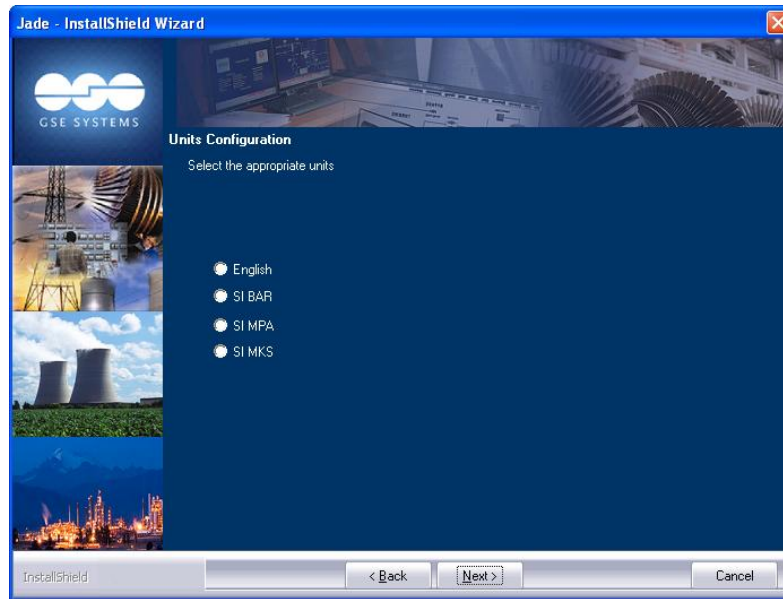 Jade - InstallShield Wizard
GSE SYSTEMS
Units Configuration
Select the appropriate units
English
SI BAR
SI MPA
SI MKS
InstallShield
< Back
Next >
Cancel